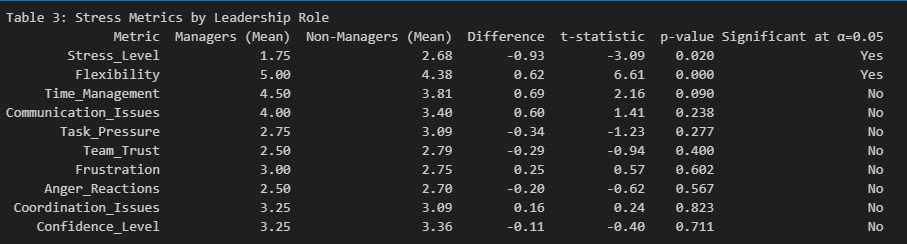 Table 3: Stress Metrics by Leadership Role
Metric Managers (Mean) Non-Managers (Mean) Difference t-statistic p-value Significant at α=0.05
Stress_Level 1.75 2.68 -0.93 -3.09 0.020 Yes
Flexibility 5.00 4.38 0.62 6.61 0.000 Yes
Time_Management 4.50 3.81 0.69 2.16 0.090 No
Communication_Issues 4.00 3.40 0.60 1.41 0.238 No
Task_Pressure 2.75 3.09 -0.34 -1.23 0.277 No
Team_Trust 2.50 2.79 -0.29 -0.94 0.400 No
Frustration 3.00 2.75 0.25 0.57 0.602 No
Anger_Reactions 2.50 2.70 -0.20 -0.62 0.567 No
Coordination_Issues 3.25 3.09 0.16 0.24 0.823 No
Confidence_Level 3.25 3.36 -0.11 -0.40 0.711 No